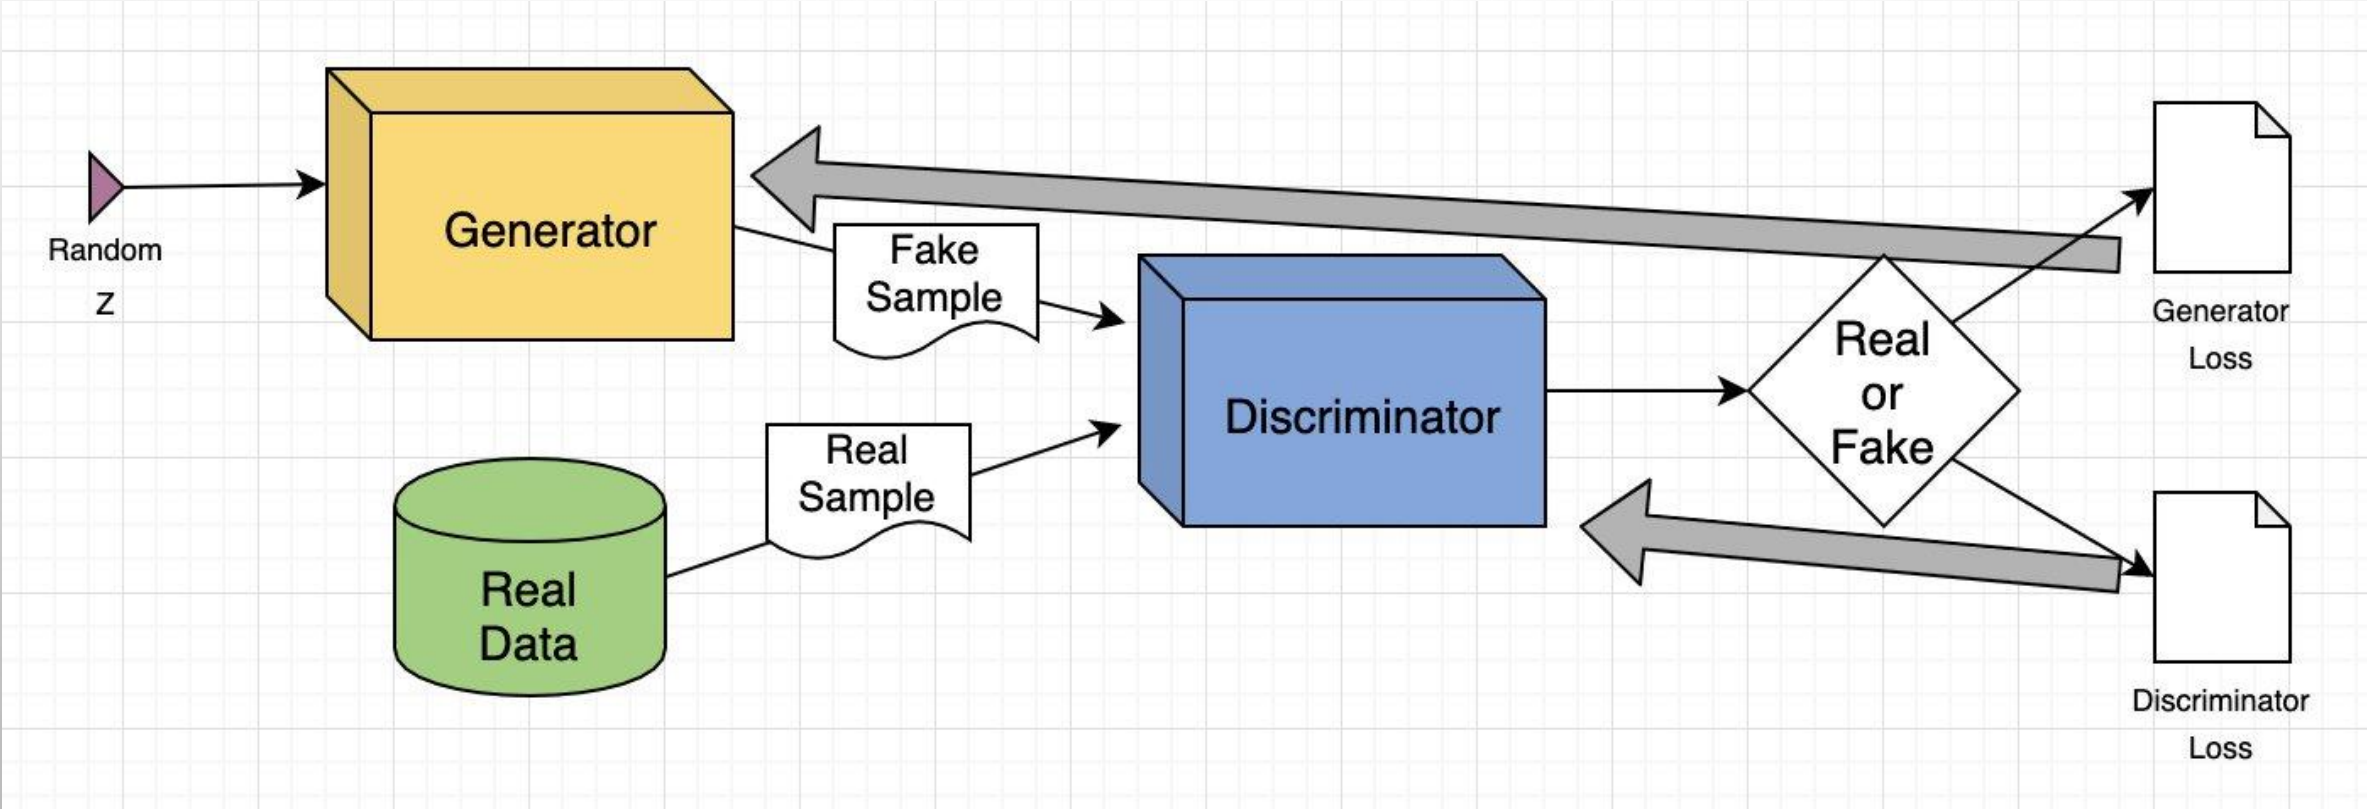 Random
z
Generator
Fake
Sample
Real
Data
Real
Sample
Discriminator
Real
or
Fake
Generator
Loss
Discriminator
Loss